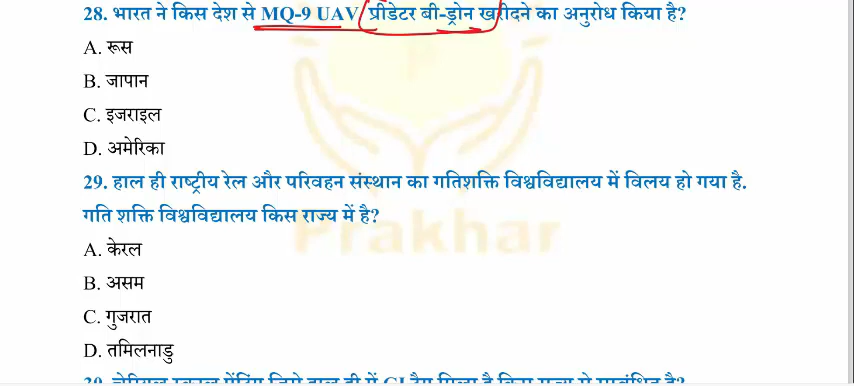 28. भारत ने किस देश से MQ-9 UAV प्रीडेटर बी-ड्रोन खरीदने का अनुरोध किया है?
A. रूस
B. जापान
C. इजराइल
D. अमेरिका
29. हाल ही राष्ट्रीय रेल और परिवहन संस्थान का गतिशक्ति विश्वविद्यालय में विलय हो गया है.
गति शक्ति विश्वविद्यालय किस राज्य में है?
Prakhar
A. केरल
B. असम
C. गुजरात
D. तमिलनाडु